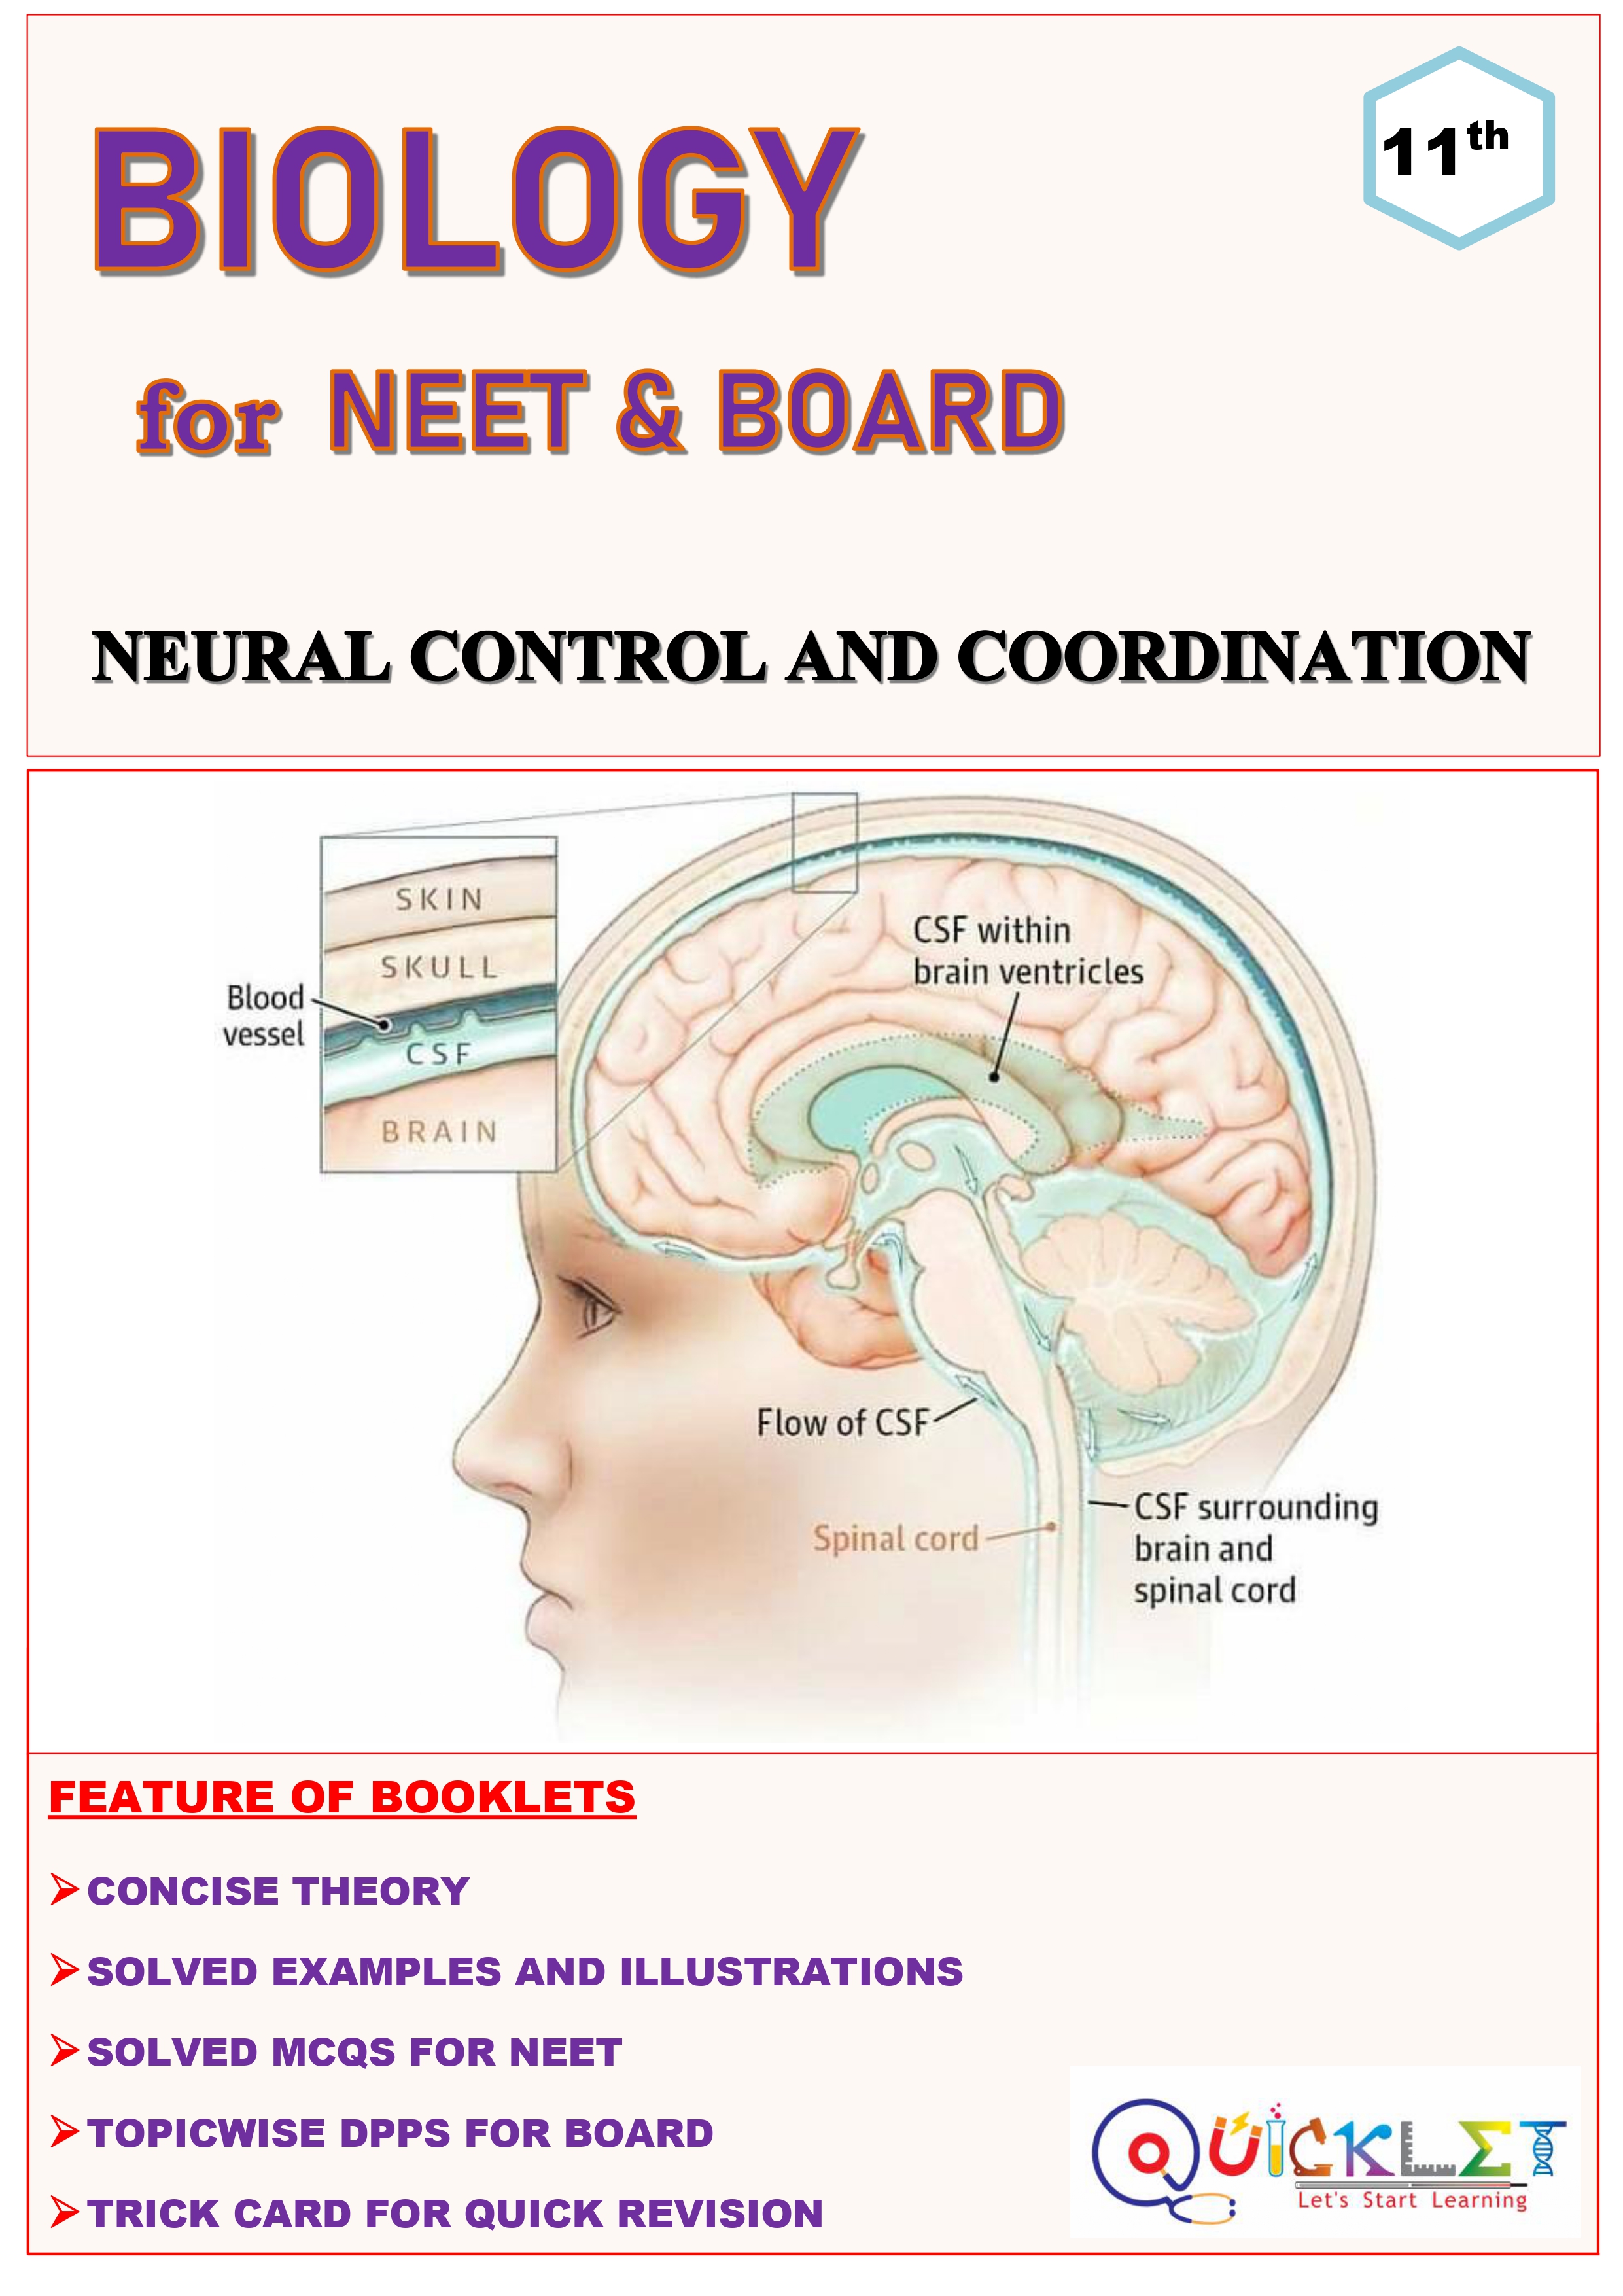 BIOLOGY
11th
for NEET & BOARD
NEURAL CONTROL AND COORDINATION
SKIN
SKULL
Blood
vessel
CSF
BRAIN
CSF within
brain ventricles
Flow of CSF
Spinal cord
CSF surrounding
brain and
spinal cord
FEATURE OF BOOKLETS
CONCISE THEORY
SOLVED EXAMPLES AND ILLUSTRATIONS
SOLVED MCQS FOR NEET
TOPICWISE DPPS FOR BOARD
TRICK CARD FOR QUICK REVISION
QUICKLET
Let's Start Learning